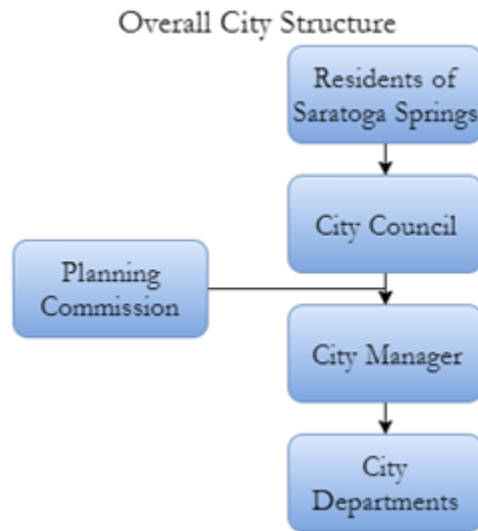 Overall City Structure
Residents of
Saratoga Springs
City Council
Planning
Commission
City Manager
City
Departments